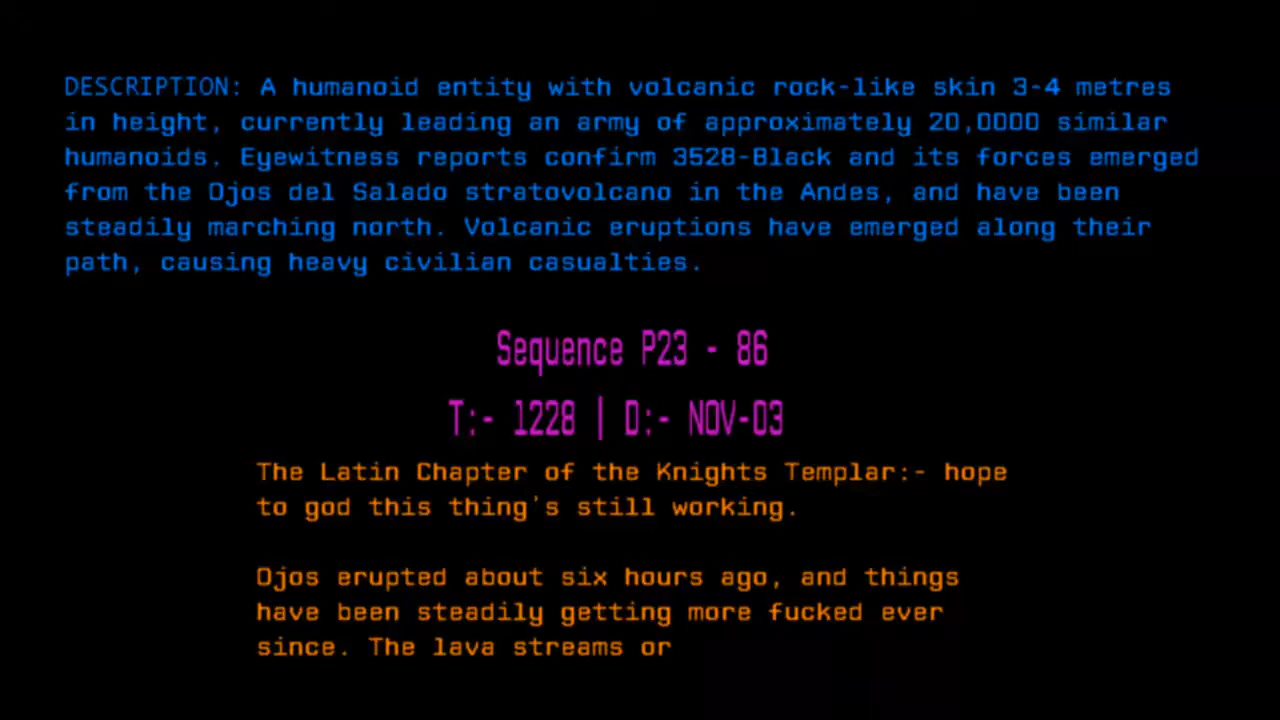 DESCRIPTION: A humanoid entity with volcanic rock-like skin 3-4 metres
in height, currently leading an army of approximately 20,0000 similar
humanoids. Eyewitness reports confirm 3528-Black and its forces emerged
from the Ojos del Salado stratovolcano in the Andes, and have been
steadily marching north. Volcanic eruptions have emerged along their
path, causing heavy civilian casualties.
Sequence P23 - 86
T:- 1228 | D:- NOV-03
The Latin Chapter of the Knights Templar:- hope
to god this thing's still working.
Ojos erupted about six hours ago, and things
have been steadily getting more fucked ever
since. The lava streams or